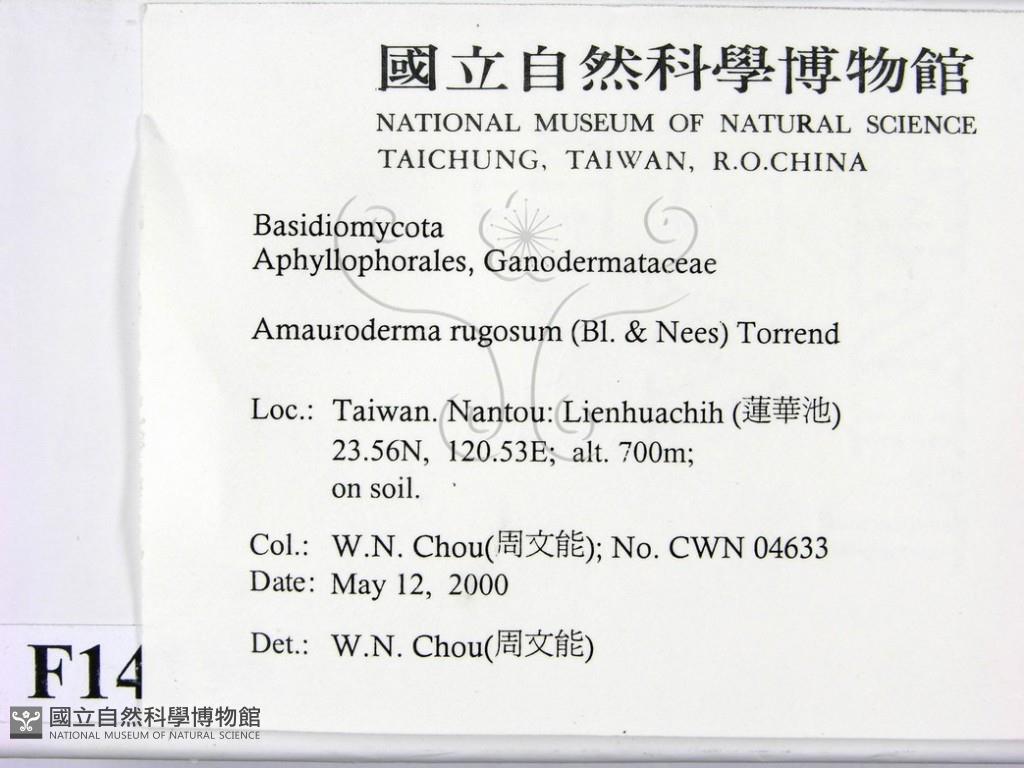 國立自然科學博物館
NATIONAL MUSEUM OF NATURAL SCIENCE
TAICHUNG, TAIWAN, R.O.CHINA
Basidiomycota
Aphyllophorales, Ganodermataceae
Amauroderma rugosum (Bl. & Nees) Torrend
Loc.: Taiwan. Nantou: Lienhuachih (蓮華池)
23.56N, 120.53E; alt. 700m;
on soil.
Col.: W.N. Chou(周文能); No. CWN 04633
Date: May 12, 2000
Det.: W.N. Chou(周文能)
F14
國立自然科學博物館
NATIONAL MUSEUM OF NATURAL SCIENCE